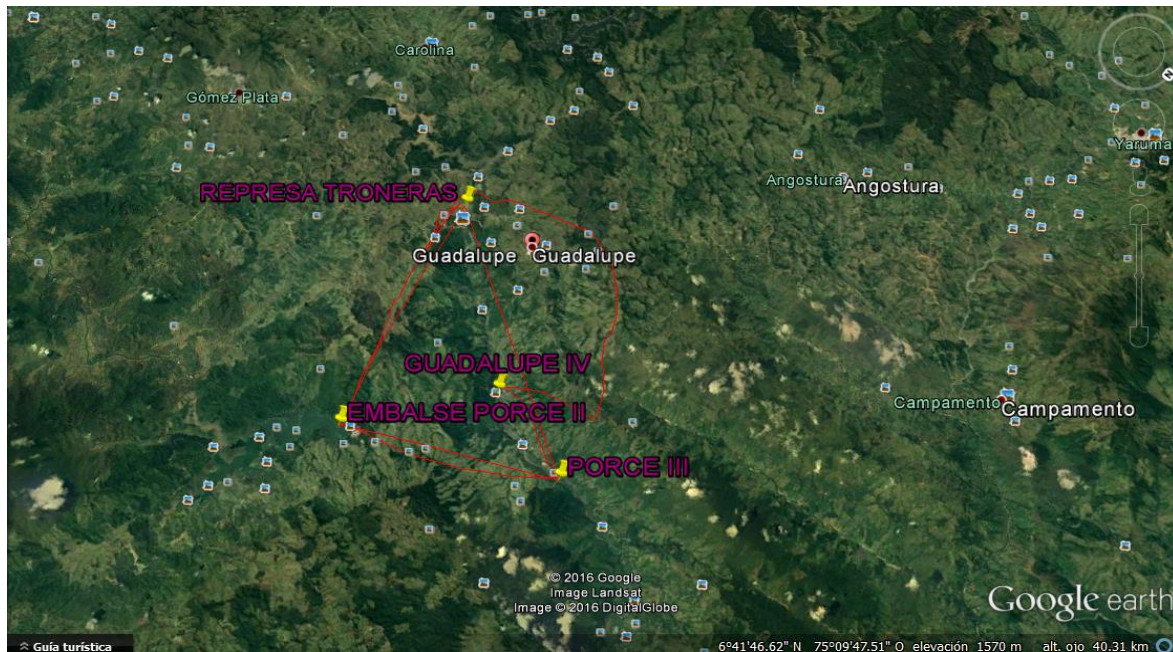 Carolina
Gómez Plata
Yaruma
REPRESA TRONERAS
Angostura
Angostura
Guadalupe
Guadalupe
GUADALUPE IV
EMBALSE PORCE II
Campamento
Campamento
PORCE III
© 2016 Google
Image Landsat
Image © 2016 DigitalGlobe
Google earth
Guía turística
6°41'46.62" N 75°09'47.51" O elevación 1570 m alt. ojo 40.31 km